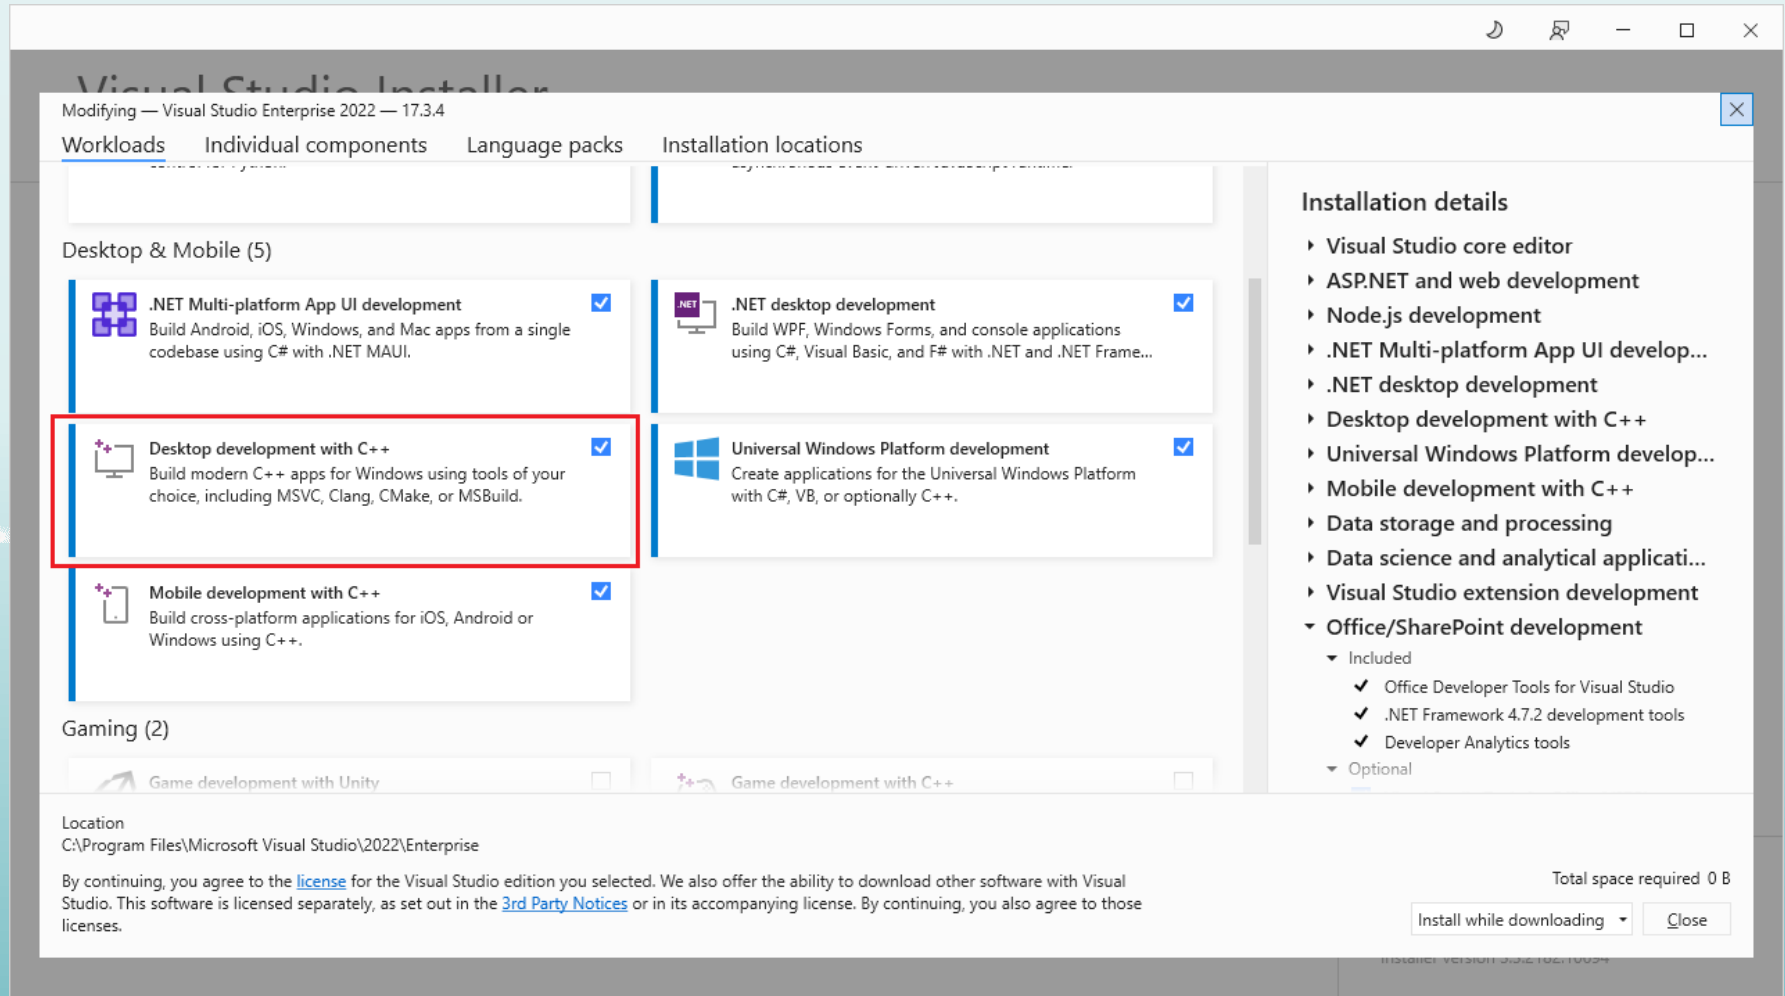 Visual Studio Installer
Modifying — Visual Studio Enterprise 2022 — 17.3.4
Workloads
Individual components
Language packs
Installation locations
Desktop & Mobile (5)
.NET Multi-platform App UI development
Build Android, iOS, Windows, and Mac apps from a single
codebase using C# with .NET MAUI.
.NET
.NET desktop development
Build WPF, Windows Forms, and console applications
using C#, Visual Basic, and F# with .NET and .NET Frame...
Desktop development with C++
Build modern C++ apps for Windows using tools of your
choice, including MSVC, Clang, CMake, or MSBuild.
Universal Windows Platform development
Create applications for the Universal Windows Platform
with C#, VB, or optionally C++.
Mobile development with C++
Build cross-platform applications for iOS, Android or
Windows using C++.
Gaming (2)
Game development with Unity
Game development with C++
Installation details
Visual Studio core editor
ASP.NET and web development
Node.js development
.NET Multi-platform App UI develop...
.NET desktop development
Desktop development with C++
Universal Windows Platform develop...
Mobile development with C++
Data storage and processing
Data science and analytical applicati...
Visual Studio extension development
Office/SharePoint development
Included
Office Developer Tools for Visual Studio
.NET Framework 4.7.2 development tools
Developer Analytics tools
Optional
Location
C:\Program Files\Microsoft Visual Studio\2022\Enterprise
By continuing, you agree to the license for the Visual Studio edition you selected. We also offer the ability to download other software with Visual
Studio. This software is licensed separately, as set out in the 3rd Party Notices or in its accompanying license. By continuing, you also agree to those
licenses.
Total space required 0 B
Install while downloading
Close